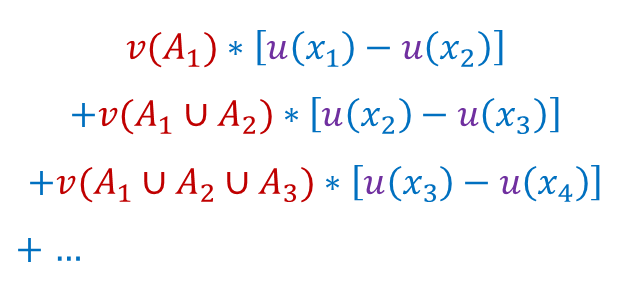 v(A₁) * [u(x₁) − u(x₂)]
+v(A₁ ∪ A₂) * [u(x₂) − u(x₃)]
+v(A₁ ∪ A₂ ∪ A₃) * [u(x₃) − u(x₄)]
+ ...